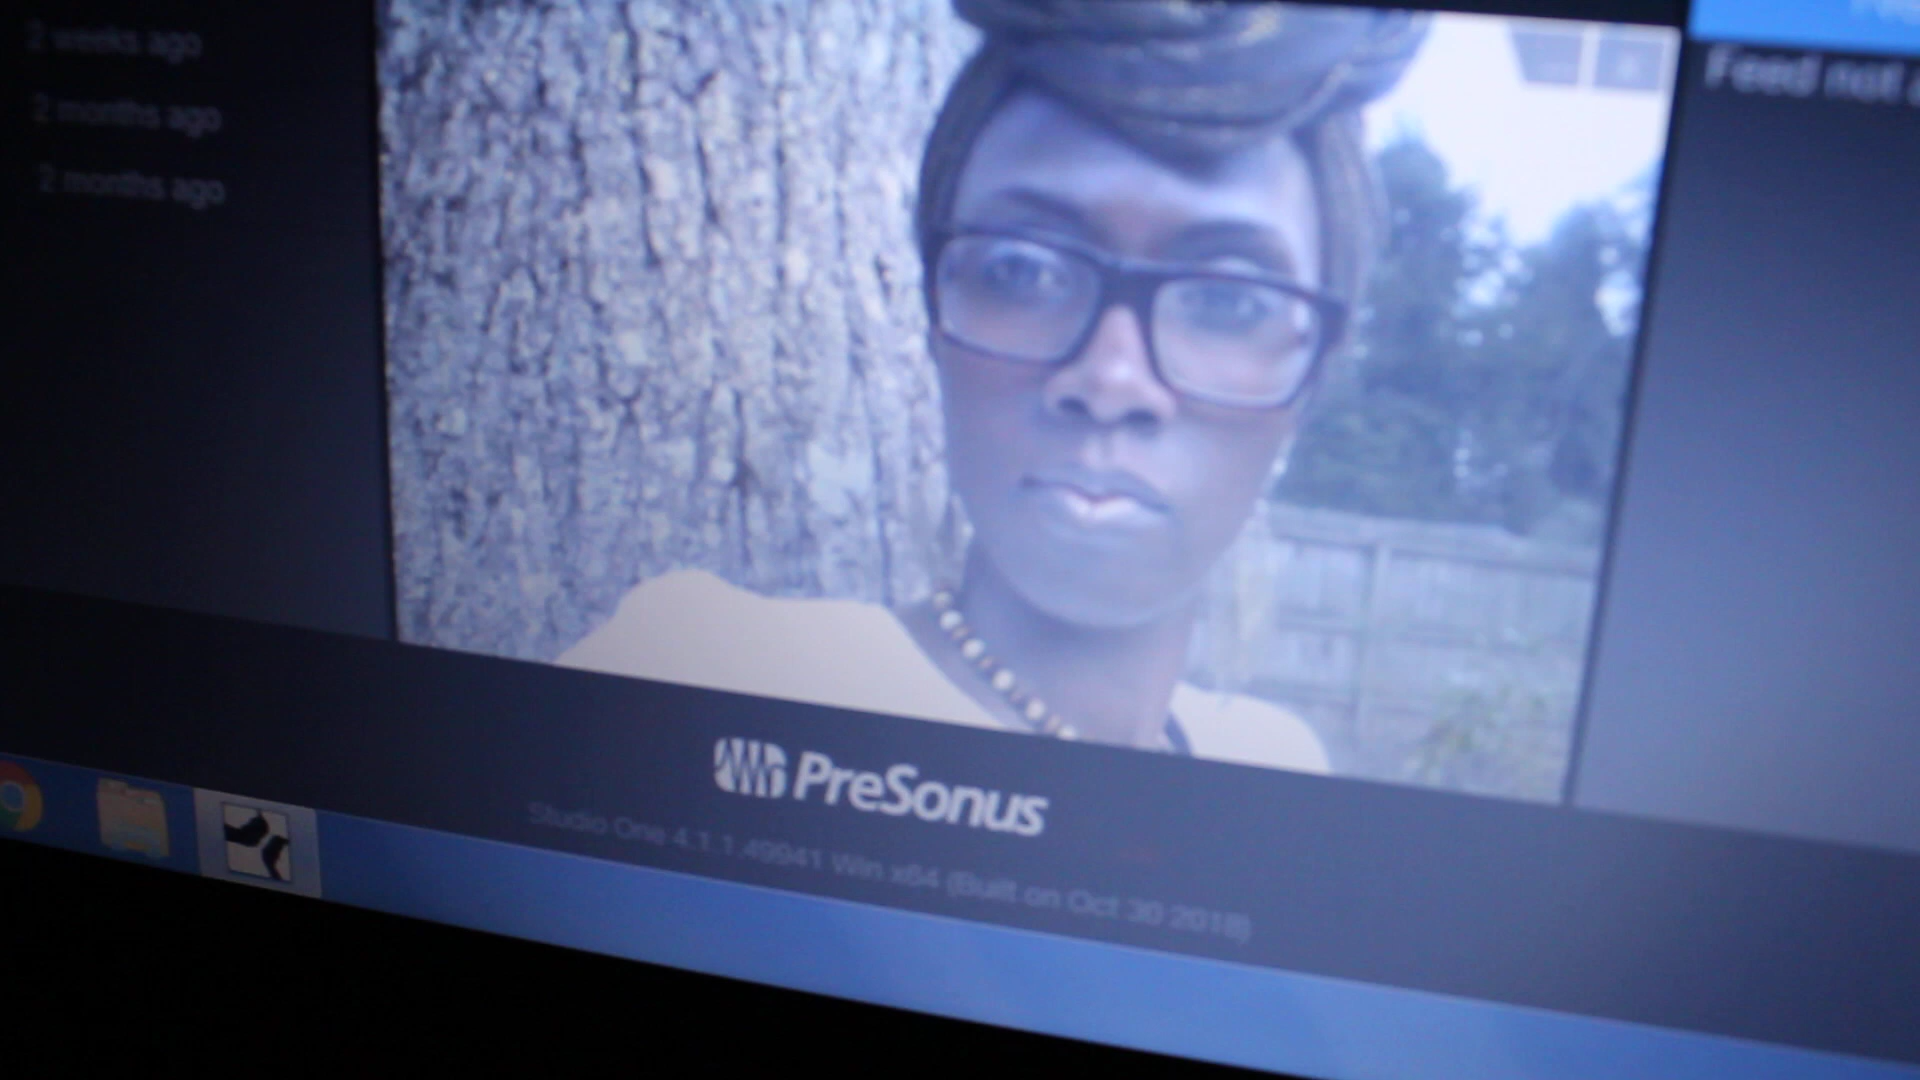 2 weeks ago
2 months ago
2 months ago
Feed not
PreSonus
Studio One 4.1.1.49941 Win x64 (Built on Oct 30 2018)